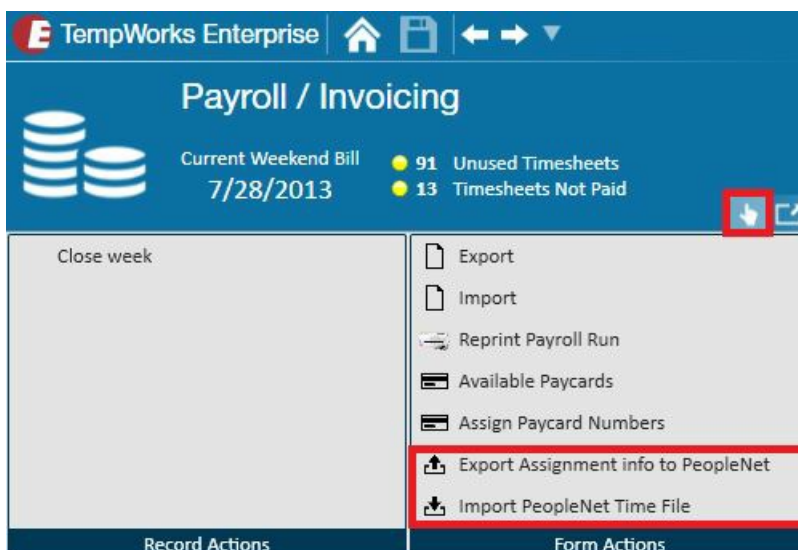 TempWorks Enterprise
Payroll / Invoicing
Current Weekend Bill
7/28/2013
91 Unused Timesheets
13 Timesheets Not Paid
Close week
Record Actions
Export
Import
Reprint Payroll Run
Available Paycards
Assign Paycard Numbers
Export Assignment info to PeopleNet
Import PeopleNet Time File
Form Actions